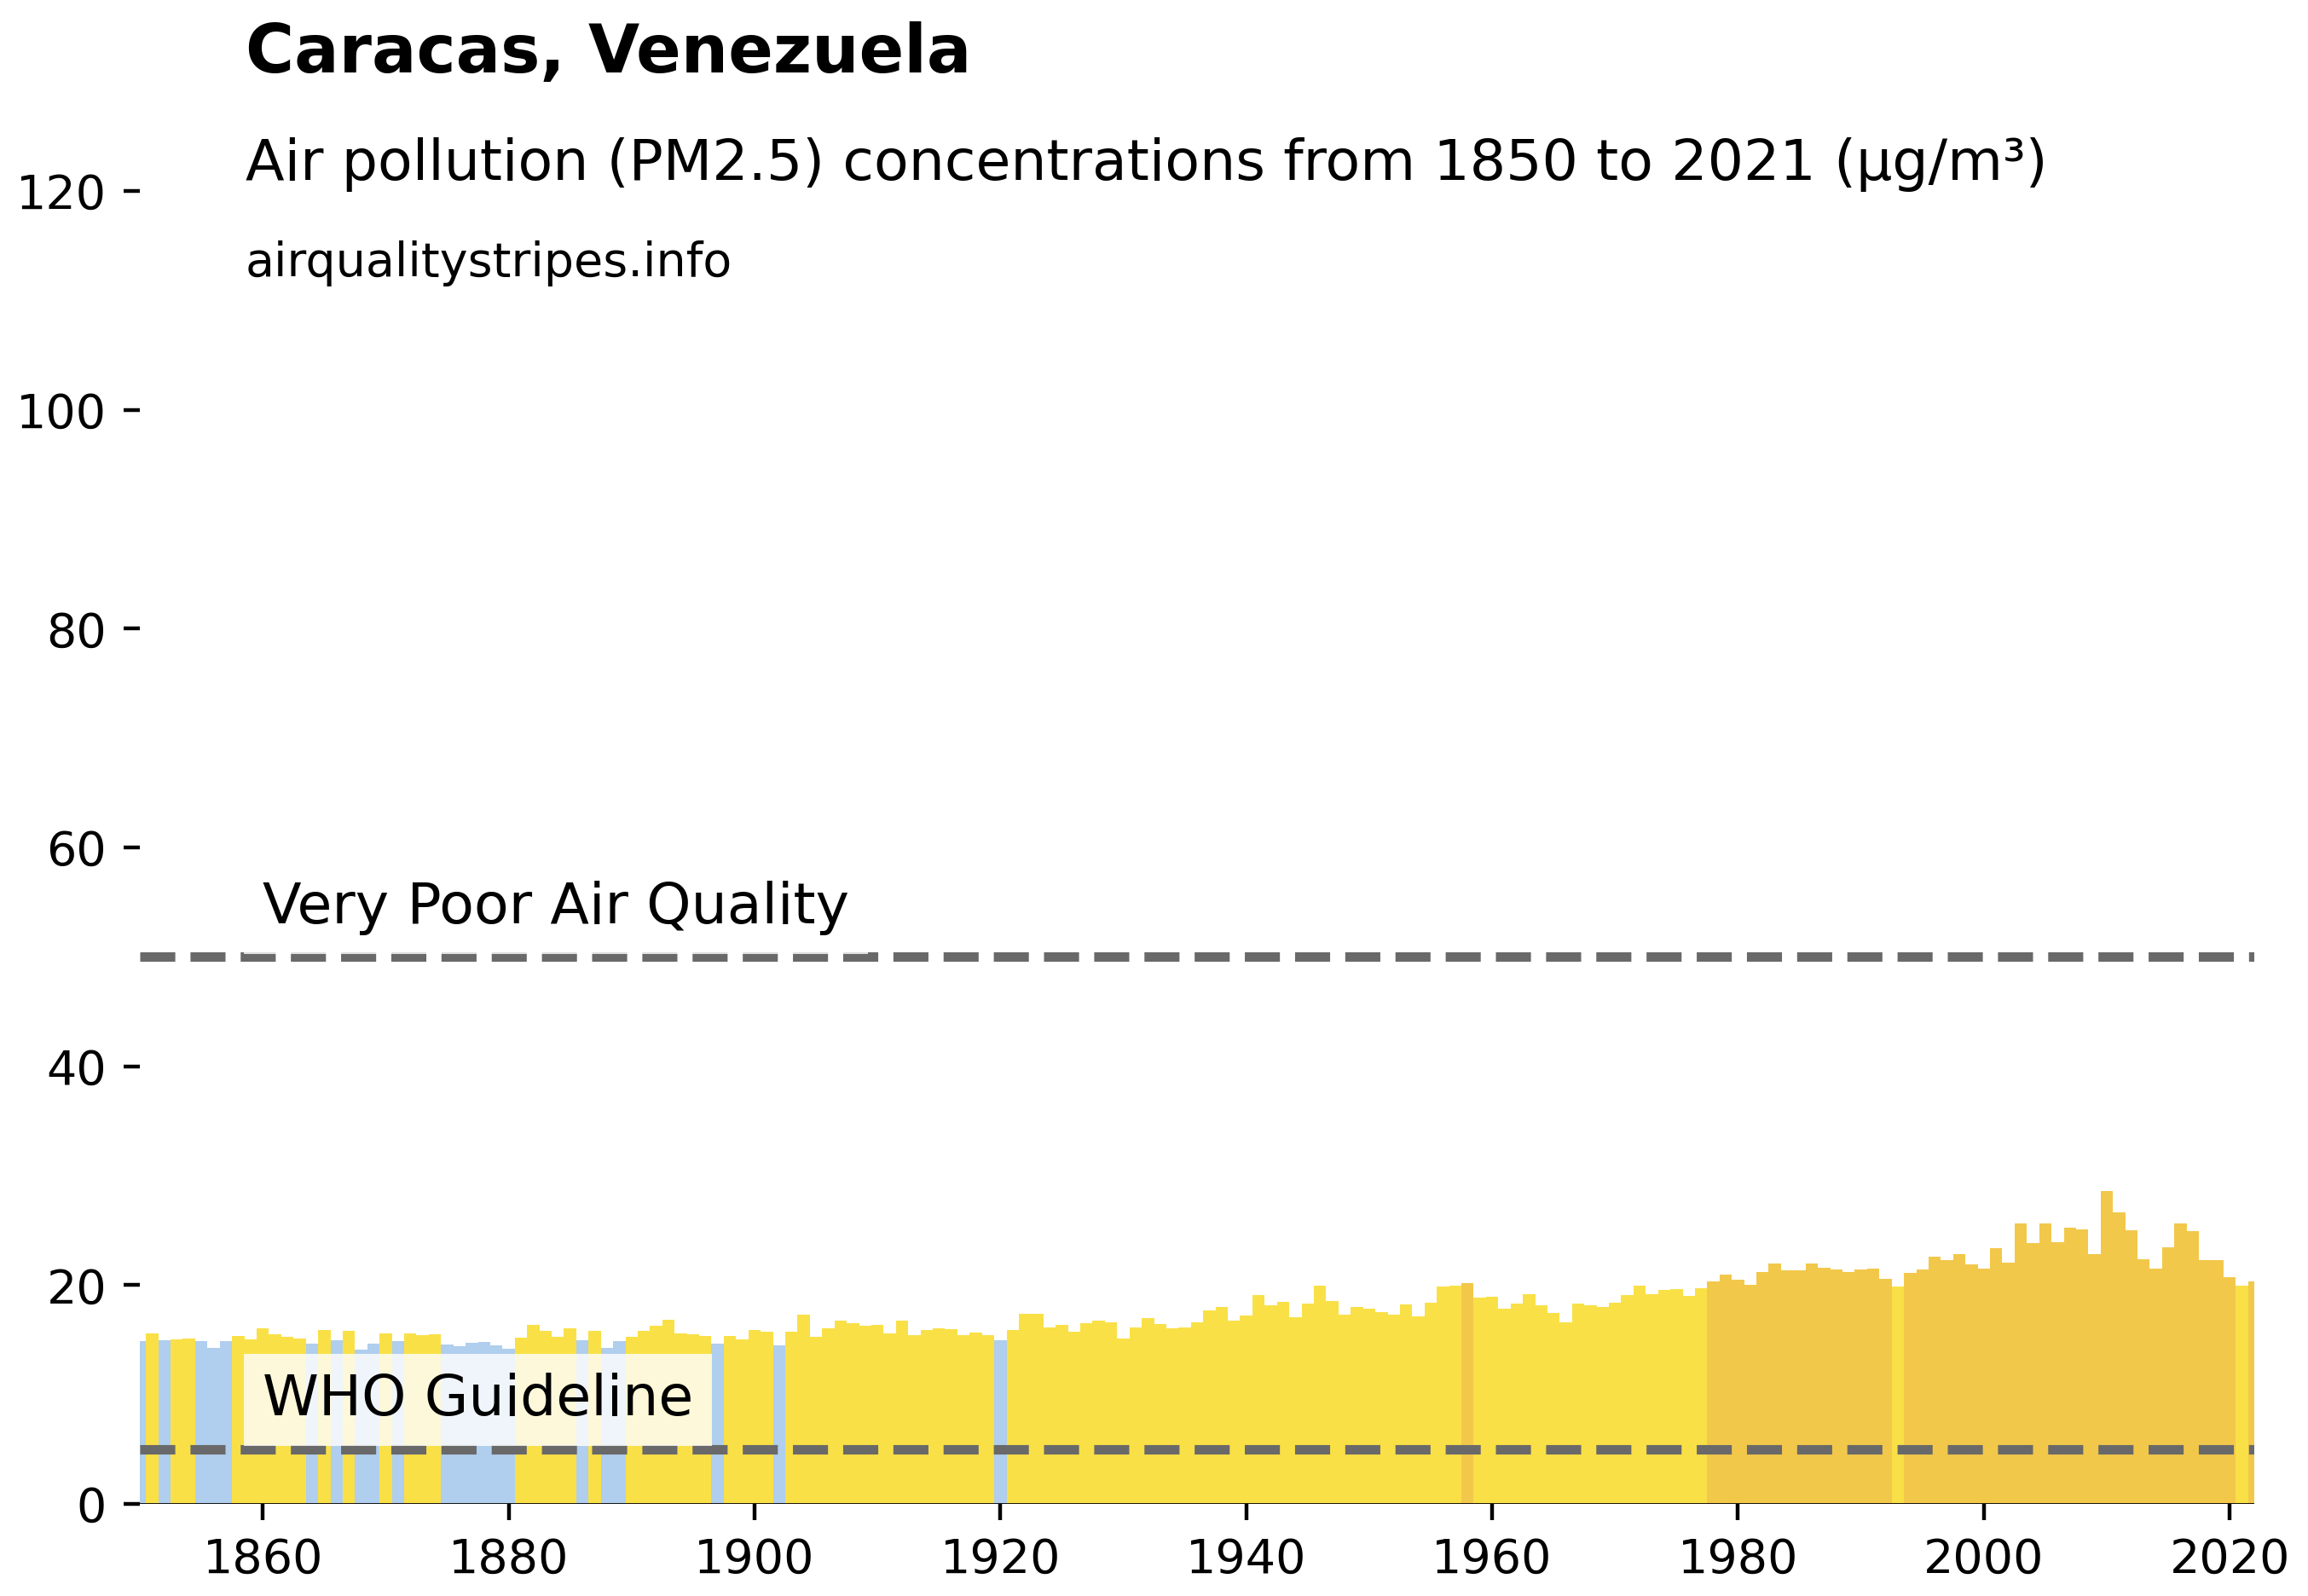 Caracas, Venezuela
Air pollution (PM2.5) concentrations from 1850 to 2021 (µg/m³)
airqualitystripes.info
120
100
80
60
Very Poor Air Quality
40
20
WHO Guideline
0
1860 1880 1900 1920 1940 1960 1980 2000 2020